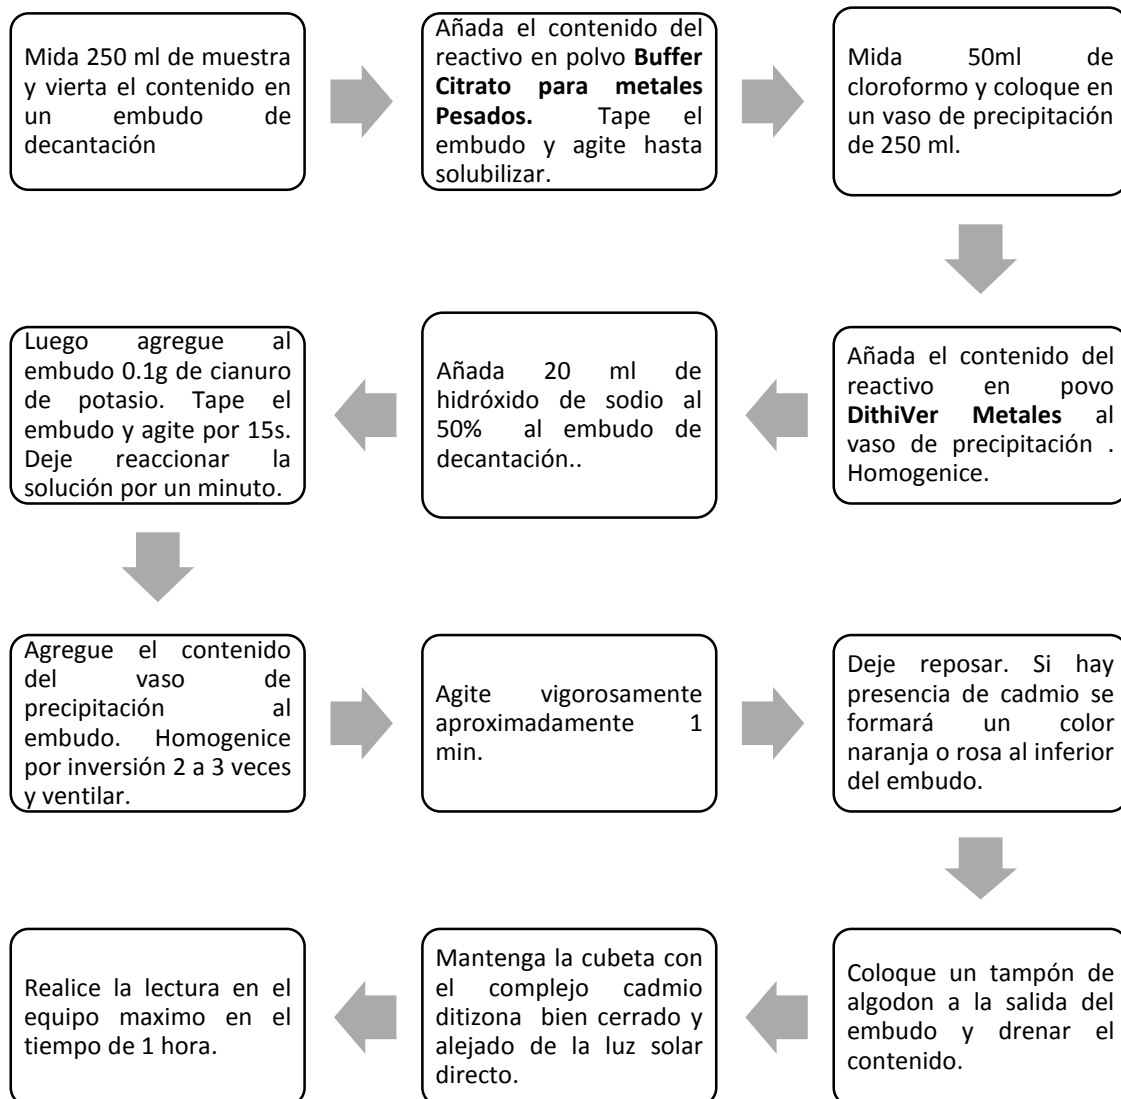 Mida 250 ml de muestra
y vierta el contenido en
un embudo de
decantación
Añada el contenido del
reactivo en polvo Buffer
Citrato para metales
Pesados. Tape el
embudo y agite hasta
solubilizar.
Mida 50ml de
cloroformo y coloque en
un vaso de precipitación
de 250 ml.
Añada el contenido del
reactivo en povo
DithiVer Metales al
vaso de precipitación .
Homogenice.
Añada 20 ml de
hidróxido de sodio al
50% al embudo de
decantación..
Luego agregue al
embudo 0.1g de cianuro
de potasio. Tape el
embudo y agite por 15s.
Deje reaccionar la
solución por un minuto.
Agregue el contenido
del vaso de
precipitación al
embudo. Homogenice
por inversión 2 a 3 veces
y ventilar.
Agite vigorosamente
aproximadamente 1
min.
Deje reposar. Si hay
presencia de cadmio se
formará un color
naranja o rosa al inferior
del embudo.
Coloque un tampón de
algodon a la salida del
embudo y drenar el
contenido.
Mantenga la cubeta con
el complejo cadmio
ditizona bien cerrado y
alejado de la luz solar
directo.
Realice la lectura en el
equipo maximo en el
tiempo de 1 hora.